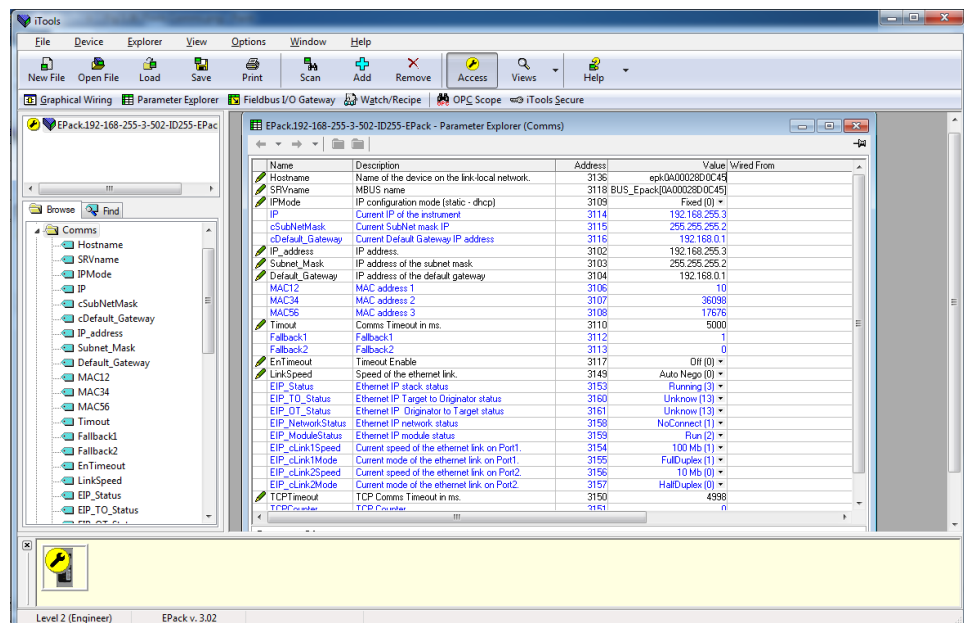 iTools
File Device Explorer View Options Window Help
New File Open File Load Save Print Scan Add Remove Access Views Help
Graphical Wiring Parameter Explorer Fieldbus I/O Gateway Watch/Recipe OPC Scope iTools Secure
EPack.192-168-255-3-502-ID255-EPac
Browse Find
Comms
Hostname
SRVname
IPMode
IP
cSubNetMask
cDefault_Gateway
IP_address
Subnet_Mask
Default_Gateway
MAC12
MAC34
MAC56
Timout
Fallback1
Fallback2
EnTimeout
LinkSpeed
EIP_Status
EIP_TO_Status
EPack.192-168-255-3-502-ID255-EPack - Parameter Explorer (Comms)
Name Description Address Value Wired From
Hostname Name of the device on the link-local network. 3136 epk0A00028D0C45
SRVname MBUS name 3118 BUS_Epack[0A00028D0C45]
IPMode IP configuration mode (static - dhcp) 3109 Fixed (0)
IP Current IP of the instrument 3114 192.168.255.3
cSubNetMask Current SubNet mask IP 3115 255.255.255.2
cDefault_Gateway Current Default Gateway IP address 3116 192.168.0.1
IP_address IP address. 3102 192.168.255.3
Subnet_Mask IP address of the subnet mask. 3103 255.255.255.2
Default_Gateway IP address of the default gateway 3104 192.168.0.1
MAC12 MAC address 1 3106 10
MAC34 MAC address 2 3107 36098
MAC56 MAC address 3 3108 17676
Timout Comms Timeout in ms. 3110 5000
Fallback1 Fallback1 3112 1
Fallback2 Fallback2 3113 0
EnTimeout Timeout Enable 3117 Off (0)
LinkSpeed Speed of the ethernet link. 3149 Auto Nego (0)
EIP_Status Ethernet IP stack status 3153 Running (3)
EIP_TO_Status Ethernet IP Target to Originator status 3160 Unknow (13)
EIP_OT_Status Ethernet IP Originator to Target status 3161 Unknow (13)
EIP_NetworkStatus Ethernet IP network status 3158 NoConnect (1)
EIP_ModuleStatus Ethernet IP module status 3159 Run (2)
EIP_cLink1Speed Current speed of the ethernet link on Port1. 3154 100 Mb (1)
EIP_cLink1Mode Current mode of the ethernet link on Port1. 3155 FullDuplex (1)
EIP_cLink2Speed Current speed of the ethernet link on Port2. 3156 10 Mb (0)
EIP_cLink2Mode Current mode of the ethernet link on Port2. 3157 HalfDuplex (0)
TCPTimeout TCP Comms Timeout in ms. 3150 4998
TCPCounter TCP Counter 3151 0
Level 2 (Engineer) EPack v. 3.02